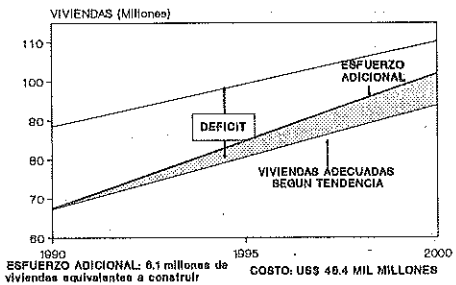 VIVIENDAS (Millones)
110
100
90
80
70
60
ESFUERZO
ADICIONAL
DEFICIT
VIVIENDAS ADECUADAS
SEGUN TENDENCIA
1990
1995
2000
ESFUERZO ADICIONAL: 6,1 millones de
viviendas equivalentes a construir
COSTO: US$ 46.4 MIL MILLONES